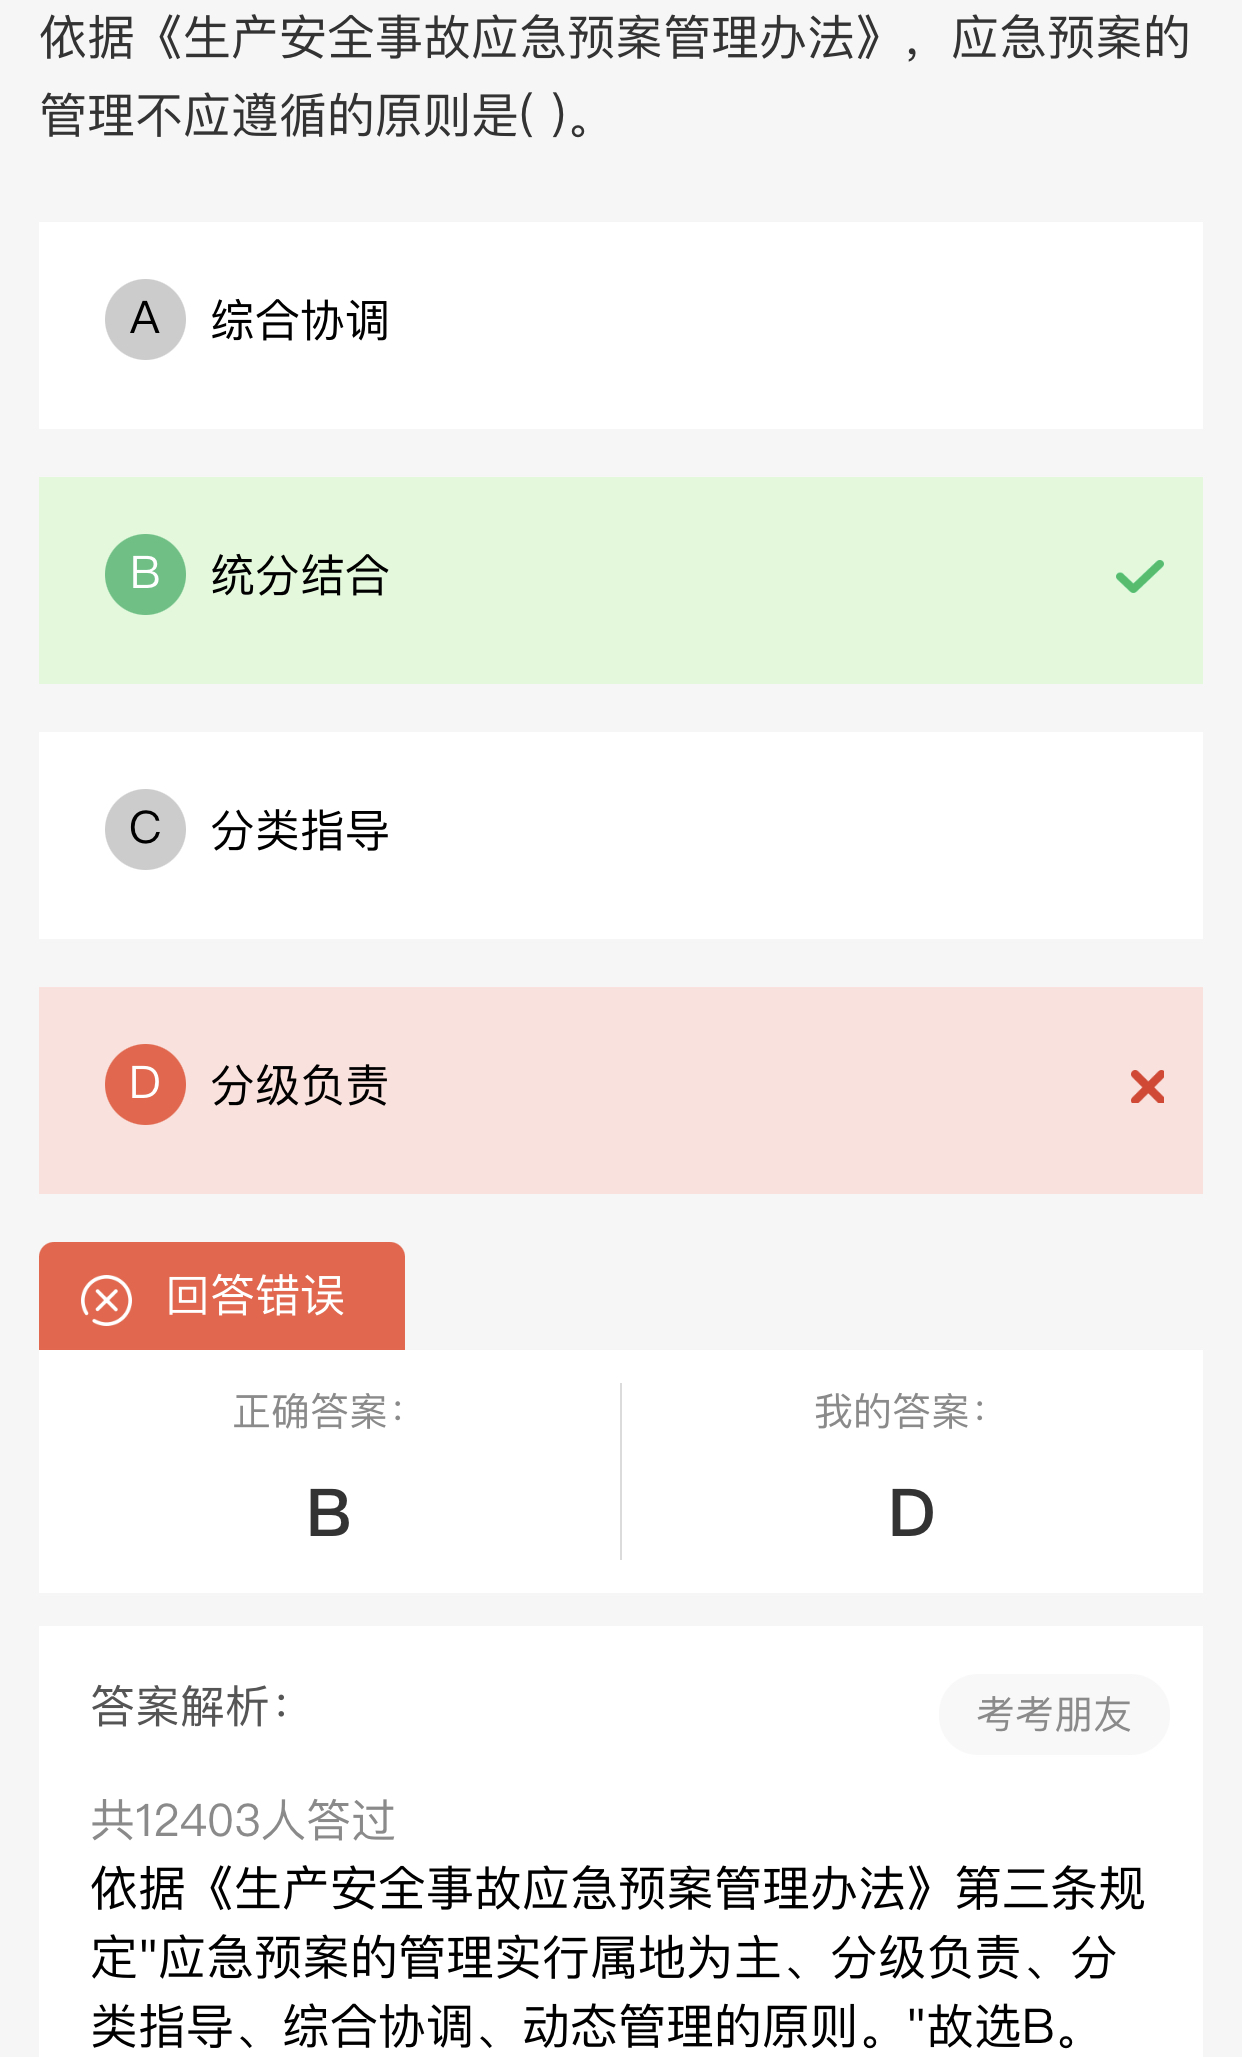 依据《生产安全事故应急预案管理办法》，应急预案的
管理不应遵循的原则是( )。
A 综合协调
B 统分结合
C 分类指导
D 分级负责
回答错误
正确答案：
我的答案：
B
D
答案解析：
考考朋友
共12403人答过
依据《生产安全事故应急预案管理办法》第三条规
定"应急预案的管理实行属地为主、分级负责、分
类指导、综合协调、动态管理的原则。"故选B。